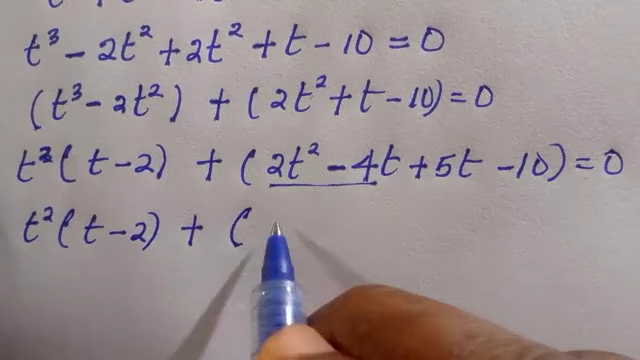 t³ - 2t² + 2t² + t - 10 = 0
(t³ - 2t²) + (2t² + t - 10) = 0
t²(t - 2) + (2t² - 4t + 5t - 10) = 0
t²(t - 2) + (